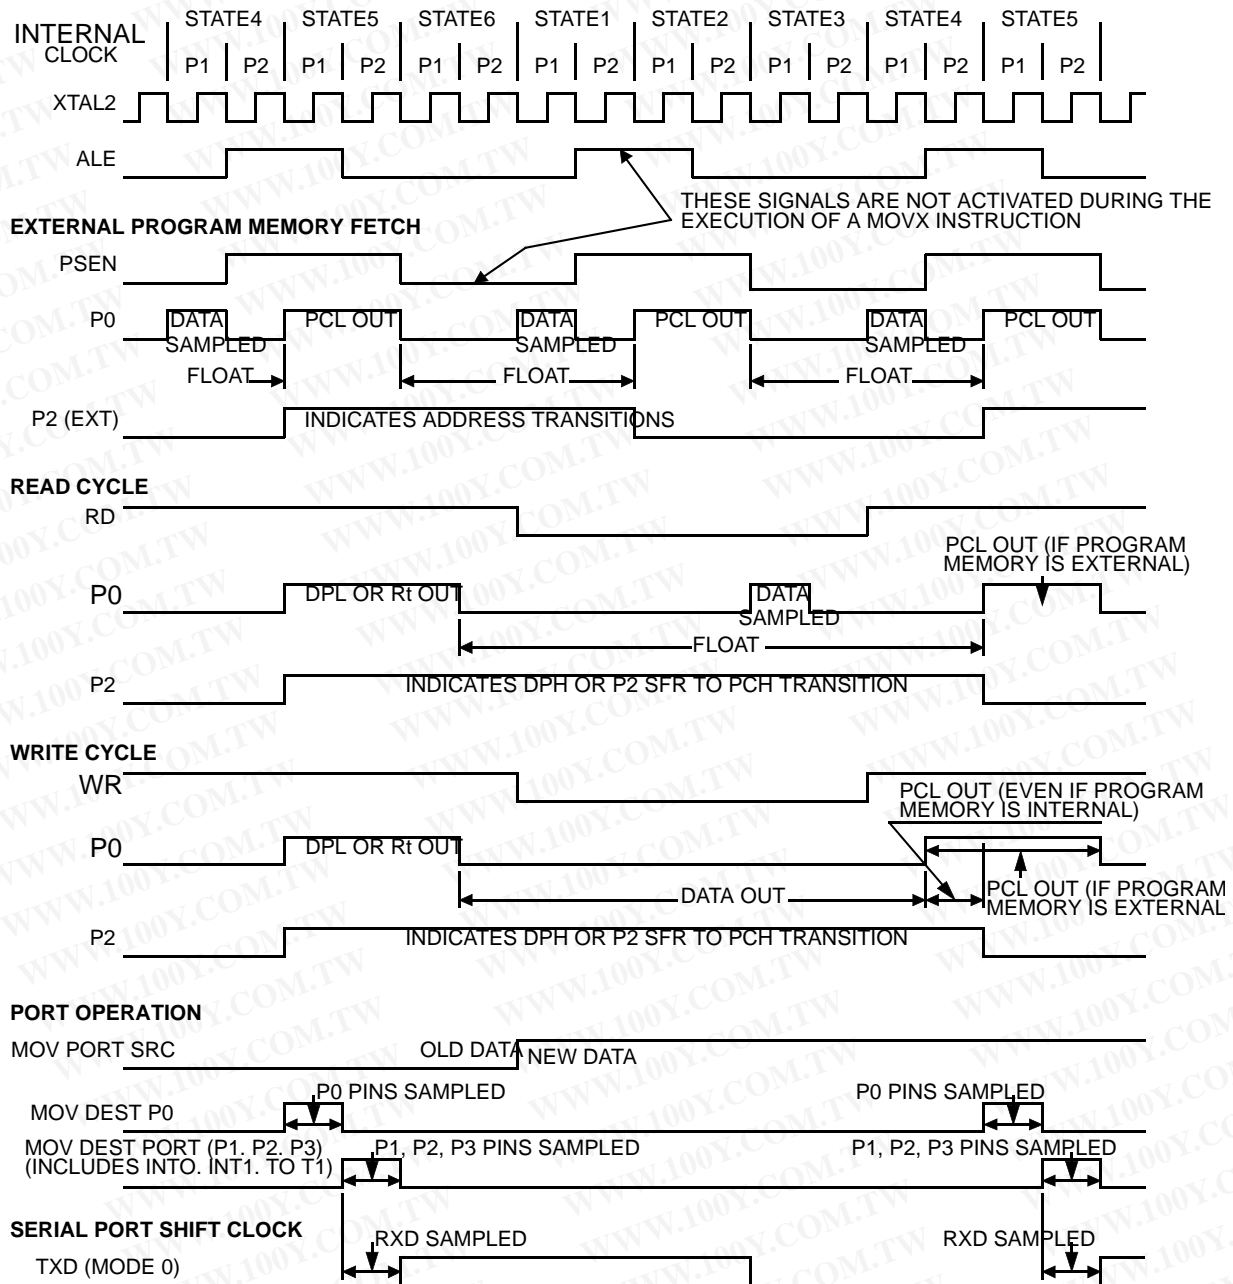 INTERNAL
CLOCK
STATE4 STATE5 STATE6 STATE1 STATE2 STATE3 STATE4 STATE5
P1 P2 P1 P2 P1 P2 P1 P2 P1 P2 P1 P2 P1 P2 P1 P2
XTAL2
ALE
THESE SIGNALS ARE NOT ACTIVATED DURING THE
EXECUTION OF A MOVX INSTRUCTION
EXTERNAL PROGRAM MEMORY FETCH
PSEN
P0
DATA SAMPLED PCL OUT DATA SAMPLED PCL OUT DATA SAMPLED PCL OUT
FLOAT FLOAT FLOAT
P2 (EXT)
INDICATES ADDRESS TRANSITIONS
READ CYCLE
RD
PCL OUT (IF PROGRAM
MEMORY IS EXTERNAL)
P0
DPL OR Rt OUT
DATA
SAMPLED
FLOAT
P2
INDICATES DPH OR P2 SFR TO PCH TRANSITION
WRITE CYCLE
WR
PCL OUT (EVEN IF PROGRAM
MEMORY IS INTERNAL)
P0
DPL OR Rt OUT
DATA OUT
PCL OUT (IF PROGRAM
MEMORY IS EXTERNAL
P2
INDICATES DPH OR P2 SFR TO PCH TRANSITION
PORT OPERATION
MOV PORT SRC
OLD DATA NEW DATA
P0 PINS SAMPLED P0 PINS SAMPLED
MOV DEST P0
MOV DEST PORT (P1. P2. P3)
(INCLUDES INTO. INT1. TO T1)
P1, P2, P3 PINS SAMPLED P1, P2, P3 PINS SAMPLED
SERIAL PORT SHIFT CLOCK
RXD SAMPLED RXD SAMPLED
TXD (MODE 0)
WWW.100Y.COM.TW